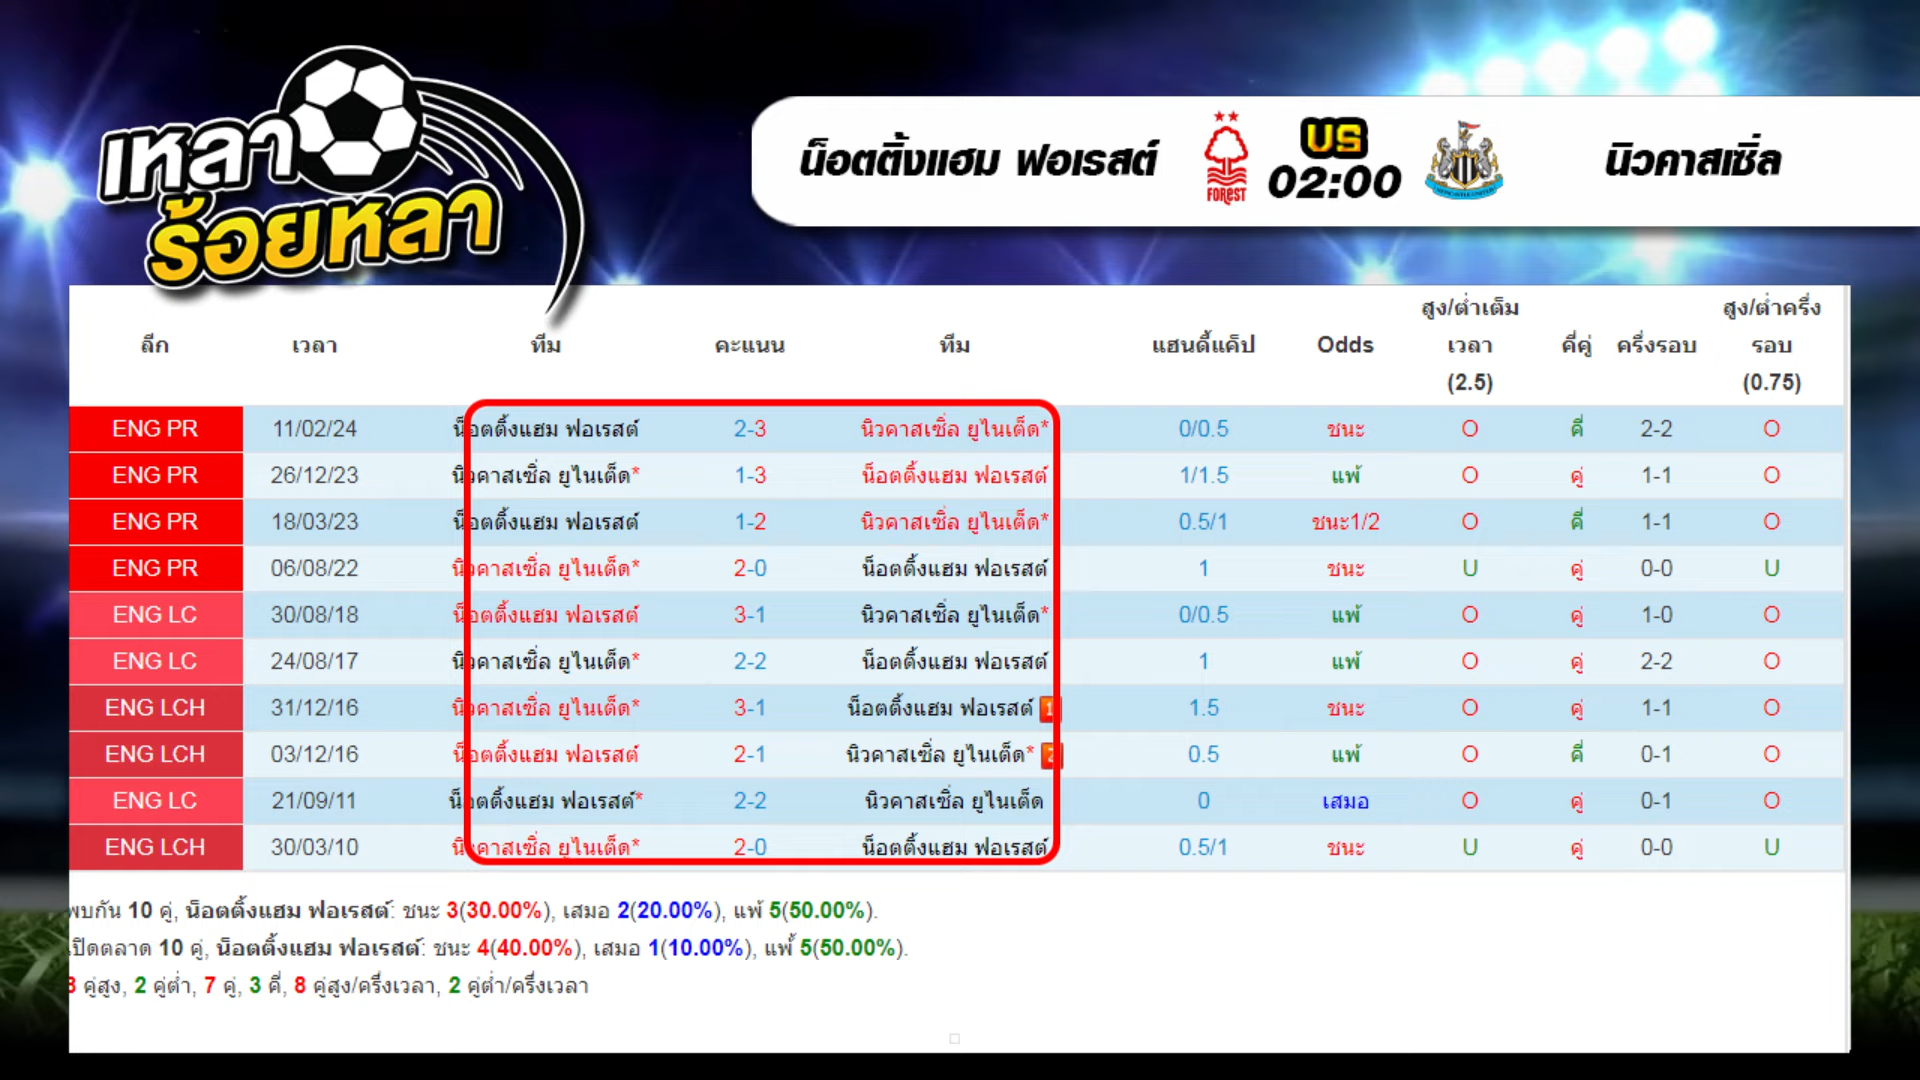 เหลา
ร้อยหลา
น็อตติ้งแฮม ฟอเรสต์ FOREST VS 02:00 นิวคาสเซิ่ล
ลีก เวลา ทีม คะแนน ทีม แฮนดี้แค็ป Odds สูง/ต่ำเต็มเวลา (2.5) คี่คู่ ครึ่งรอบ สูง/ต่ำครึ่งรอบ (0.75)
ENG PR 11/02/24 น็อตติ้งแฮม ฟอเรสต์ 2-3 นิวคาสเซิ่ล ยูไนเต็ด* 0/0.5 ชนะ O คี่ 2-2 O
ENG PR 26/12/23 นิวคาสเซิ่ล ยูไนเต็ด* 1-3 น็อตติ้งแฮม ฟอเรสต์ 1/1.5 แพ้ O คู่ 1-1 O
ENG PR 18/03/23 น็อตติ้งแฮม ฟอเรสต์ 1-2 นิวคาสเซิ่ล ยูไนเต็ด* 0.5/1 ชนะ1/2 O คี่ 1-1 O
ENG PR 06/08/22 นิวคาสเซิ่ล ยูไนเต็ด* 2-0 น็อตติ้งแฮม ฟอเรสต์ 1 ชนะ U คู่ 0-0 U
ENG LC 30/08/18 น็อตติ้งแฮม ฟอเรสต์ 3-1 นิวคาสเซิ่ล ยูไนเต็ด* 0/0.5 แพ้ O คู่ 1-0 O
ENG LC 24/08/17 นิวคาสเซิ่ล ยูไนเต็ด* 2-2 น็อตติ้งแฮม ฟอเรสต์ 1 แพ้ O คู่ 2-2 O
ENG LCH 31/12/16 นิวคาสเซิ่ล ยูไนเต็ด* 3-1 น็อตติ้งแฮม ฟอเรสต์ 1 1.5 ชนะ O คู่ 1-1 O
ENG LCH 03/12/16 น็อตติ้งแฮม ฟอเรสต์ 2-1 นิวคาสเซิ่ล ยูไนเต็ด* 2 0.5 แพ้ O คี่ 0-1 O
ENG LC 21/09/11 น็อตติ้งแฮม ฟอเรสต์* 2-2 นิวคาสเซิ่ล ยูไนเต็ด 0 เสมอ O คู่ 0-1 O
ENG LCH 30/03/10 นิวคาสเซิ่ล ยูไนเต็ด* 2-0 น็อตติ้งแฮม ฟอเรสต์ 0.5/1 ชนะ U คู่ 0-0 U
พบกัน 10 คู่, น็อตติ้งแฮม ฟอเรสต์: ชนะ 3(30.00%), เสมอ 2(20.00%), แพ้ 5(50.00%).
เปิดตลาด 10 คู่, น็อตติ้งแฮม ฟอเรสต์: ชนะ 4(40.00%), เสมอ 1(10.00%), แพ้ 5(50.00%).
8 คู่สูง, 2 คู่ต่ำ, 7 คู่, 3 คี่, 8 คู่สูง/ครึ่งเวลา, 2 คู่ต่ำ/ครึ่งเวลา